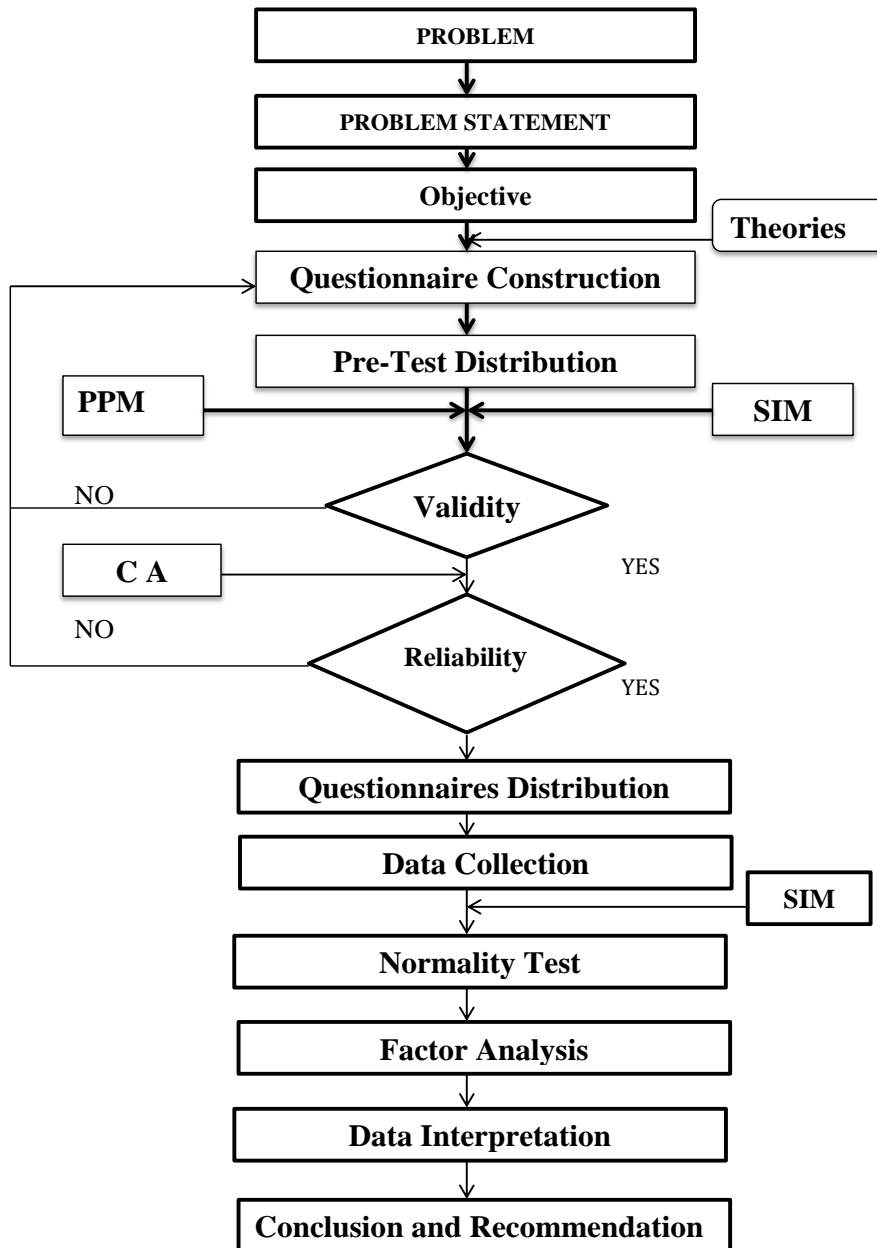 PROBLEM
PROBLEM STATEMENT
Objective
Theories
Questionnaire Construction
Pre-Test Distribution
PPM
SIM
NO
Validity
C A
YES
NO
Reliability
YES
Questionnaires Distribution
Data Collection
SIM
Normality Test
Factor Analysis
Data Interpretation
Conclusion and Recommendation